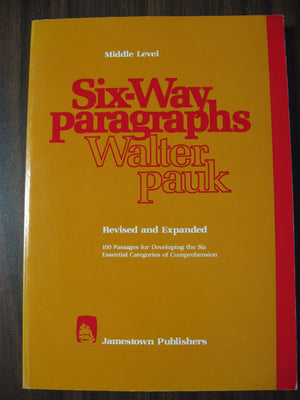 Middle Level
Six-Way
paragraphs
Walter
pauk
Revised and Expanded
100 Passages for Developing the Six
Essential Categories of Comprehension
Jamestown Publishers